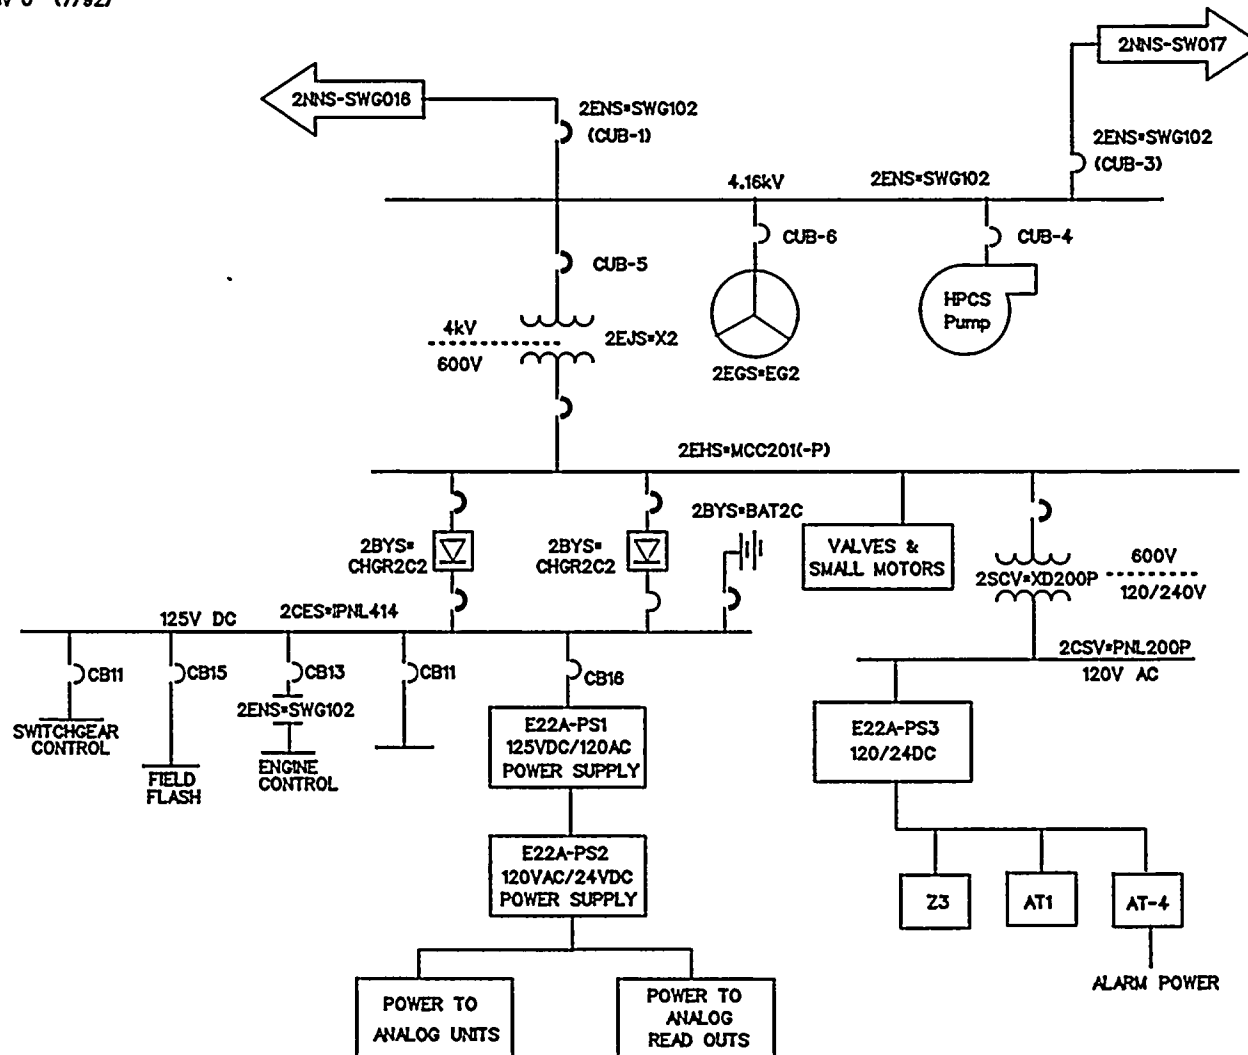 (7/92)
2NNS-SW017
2NNS-SWG016
2ENS*SWG102
(CUB-1)
2ENS*SWG102
(CUB-3)
4.16kV
2ENS*SWG102
CUB-5
CUB-6
CUB-4
HPCS
Pump
4kV
600V
2EJS*X2
2EGS*EG2
2EHS*MCC201(-P)
2BYS*
CHGR2C2
2BYS*
CHGR2C2
2BYS*BAT2C
VALVES &
SMALL MOTORS
2SCV*XD200P
600V
120/240V
125V DC
2CES*IPNL414
2CSV*PNL200P
120V AC
CB11
CB15
CB13
CB11
CB16
SWITCHGEAR
CONTROL
FIELD
FLASH
2ENS*SWG102
ENGINE
CONTROL
E22A-PS1
125VDC/120AC
POWER SUPPLY
E22A-PS3
120/24DC
E22A-PS2
120VAC/24VDC
POWER SUPPLY
Z3
AT1
AT-4
ALARM POWER
POWER TO
ANALOG UNITS
POWER TO
ANALOG
READ OUTS